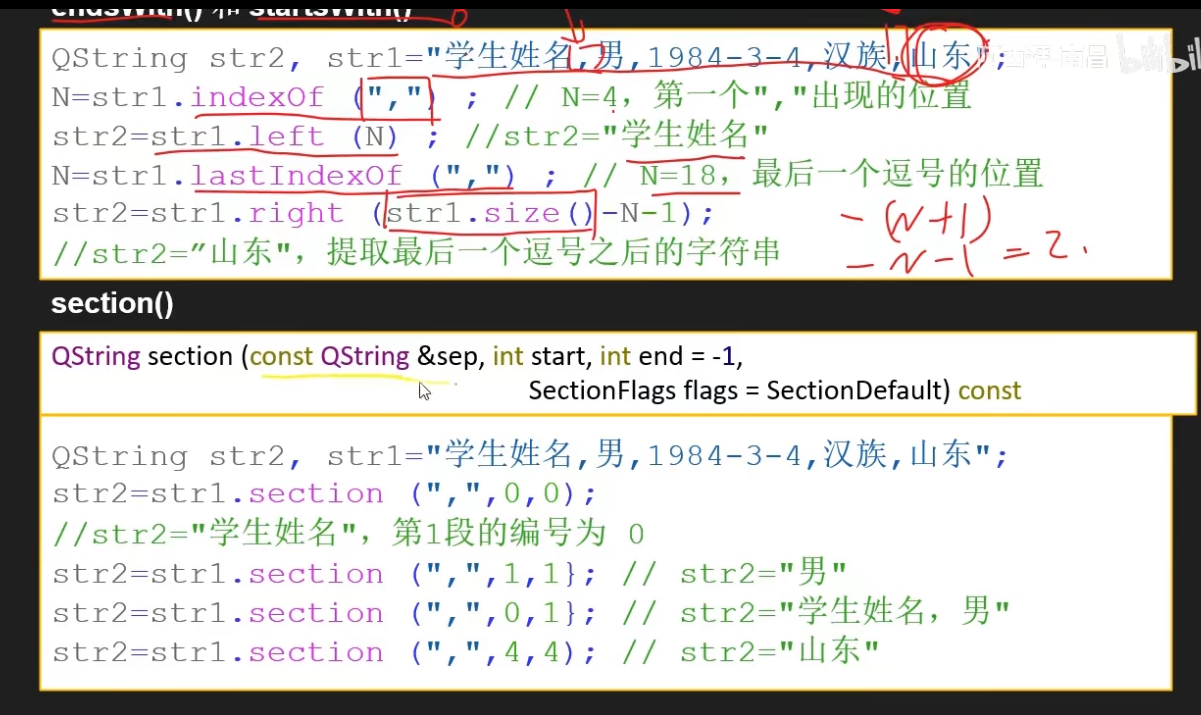 endsWith() 和 startsWith()
QString str2, str1="学生姓名,男,1984-3-4,汉族,山东";
N=str1.indexOf (",") ; // N=4，第一个","出现的位置
str2=str1.left (N) ; //str2="学生姓名"
N=str1.lastIndexOf (",") ; // N=18，最后一个逗号的位置
str2=str1.right (str1.size()-N-1);
-(N+1)
//str2="山东"，提取最后一个逗号之后的字符串
-N-1 = 2.
section()
QString section (const QString &sep, int start, int end = -1,
SectionFlags flags = SectionDefault) const
QString str2, str1="学生姓名,男,1984-3-4,汉族,山东";
str2=str1.section (",",0,0);
//str2="学生姓名"，第1段的编号为 0
str2=str1.section (",",1,1}; // str2="男"
str2=str1.section (",",0,1}; // str2="学生姓名，男"
str2=str1.section (",",4,4); // str2="山东"